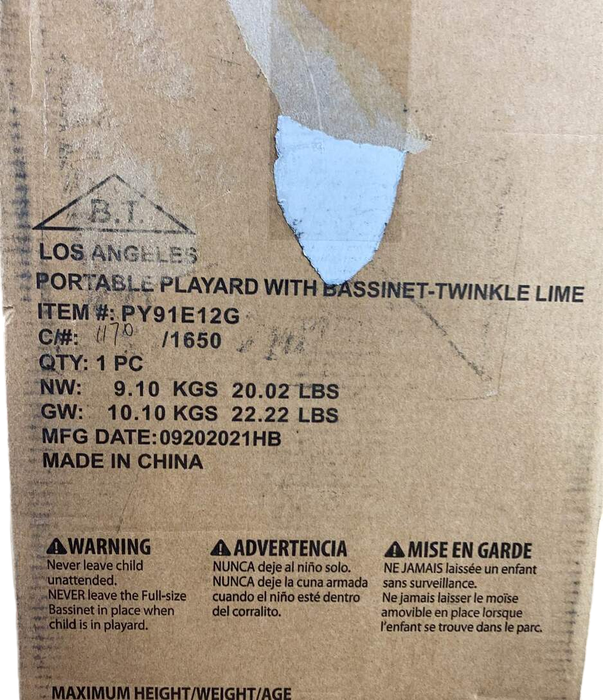 B.T.
LOS ANGELES
PORTABLE PLAYARD WITH BASSINET-TWINKLE LIME
ITEM #: PY91E12G
C/#: 1170 /1650
QTY: 1 PC
NW: 9.10 KGS 20.02 LBS
GW: 10.10 KGS 22.22 LBS
MFG DATE:09202021HB
MADE IN CHINA
WARNING
Never leave child
unattended.
NEVER leave the Full-size
Bassinet in place when
child is in playard.
ADVERTENCIA
NUNCA deje al niño solo.
NUNCA deje la cuna armada
cuando el niño esté dentro
del corralito.
MISE EN GARDE
NE JAMAIS laissée un enfant
sans surveillance.
Ne jamais laisser le moïse
amovible en place lorsque
l'enfant se trouve dans le parc.
MAXIMUM HEIGHT/WEIGHT/AGE